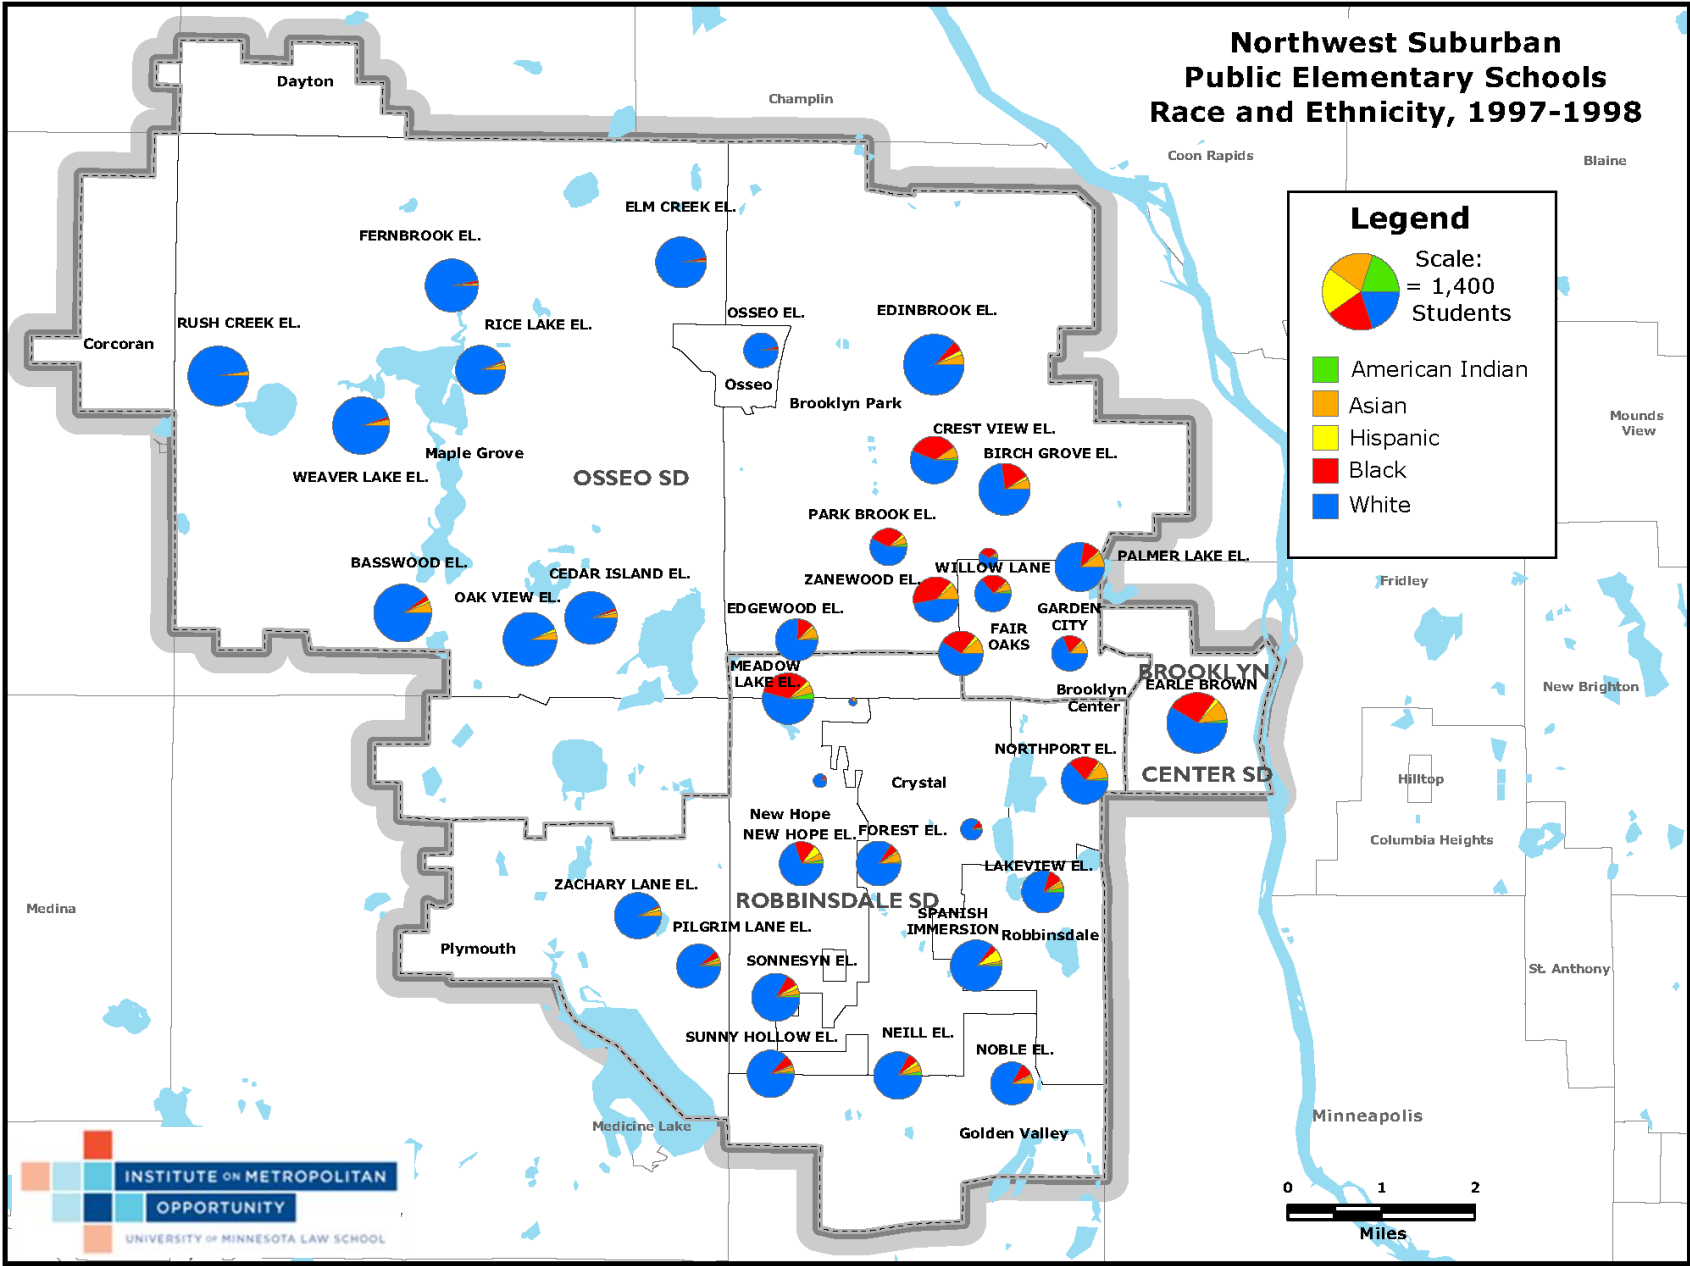 Northwest Suburban
Public Elementary Schools
Race and Ethnicity, 1997-1998
Dayton
Champlin
Coon Rapids
Blaine
Legend
Scale:
= 1,400
Students
American Indian
Asian
Hispanic
Black
White
ELM CREEK EL.
FERNBROOK EL.
OSSEO EL.
EDINBROOK EL.
RUSH CREEK EL.
RICE LAKE EL.
Corcoran
Osseo
Brooklyn Park
Mounds
View
CREST VIEW EL.
BIRCH GROVE EL.
Maple Grove
WEAVER LAKE EL.
OSSEO SD
PARK BROOK EL.
PALMER LAKE EL.
BASSWOOD EL.
CEDAR ISLAND EL.
WILLOW LANE
ZANEWOOD EL.
Fridley
OAK VIEW EL.
EDGEWOOD EL.
GARDEN
CITY
FAIR
OAKS
MEADOW
LAKE EL.
BROOKLYN
EARLE BROWN
Brooklyn
Center
New Brighton
NORTHPORT EL.
CENTER SD
Hilltop
Crystal
New Hope
NEW HOPE EL.
FOREST EL.
Columbia Heights
LAKEVIEW EL.
ZACHARY LANE EL.
ROBBINSDALE SD
Medina
SPANISH
IMMERSION
PILGRIM LANE EL.
Robbinsdale
Plymouth
SONNESYN EL.
St. Anthony
SUNNY HOLLOW EL.
NEILL EL.
NOBLE EL.
Medicine Lake
Golden Valley
Minneapolis
INSTITUTE ON METROPOLITAN
OPPORTUNITY
UNIVERSITY OF MINNESOTA LAW SCHOOL
0 1 2
Miles